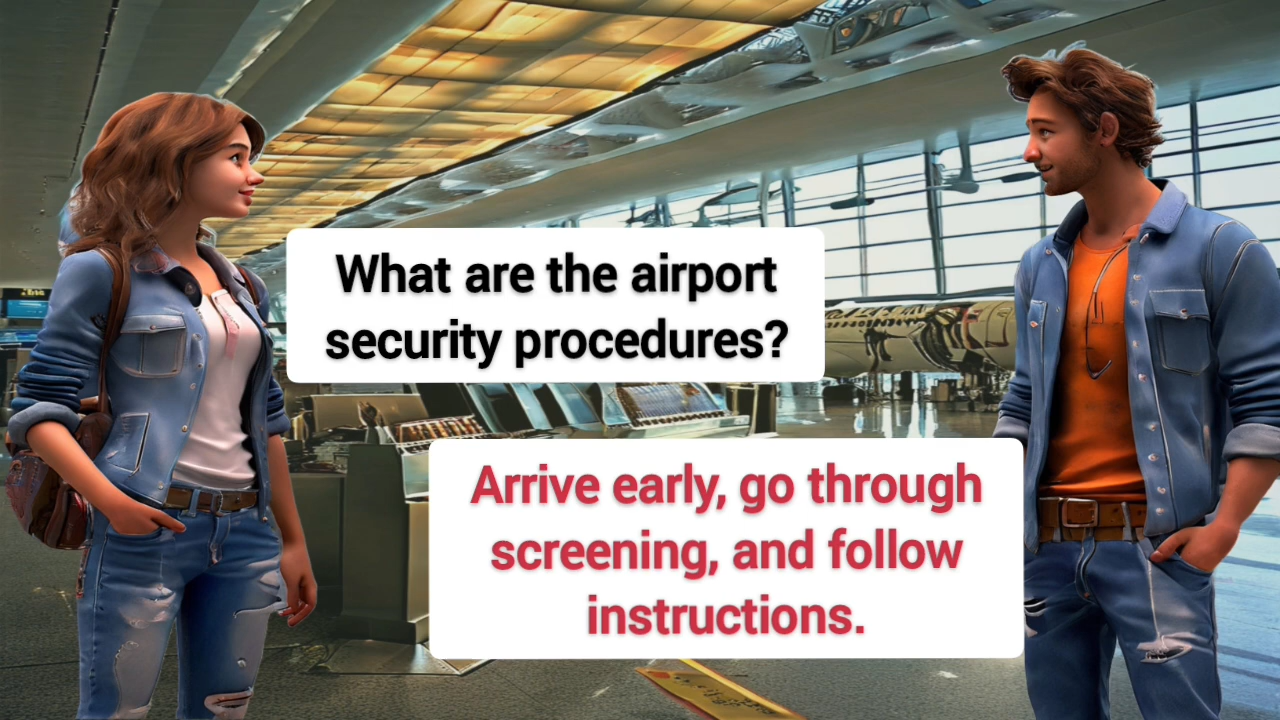 What are the airport
security procedures?
Arrive early, go through
screening, and follow
instructions.